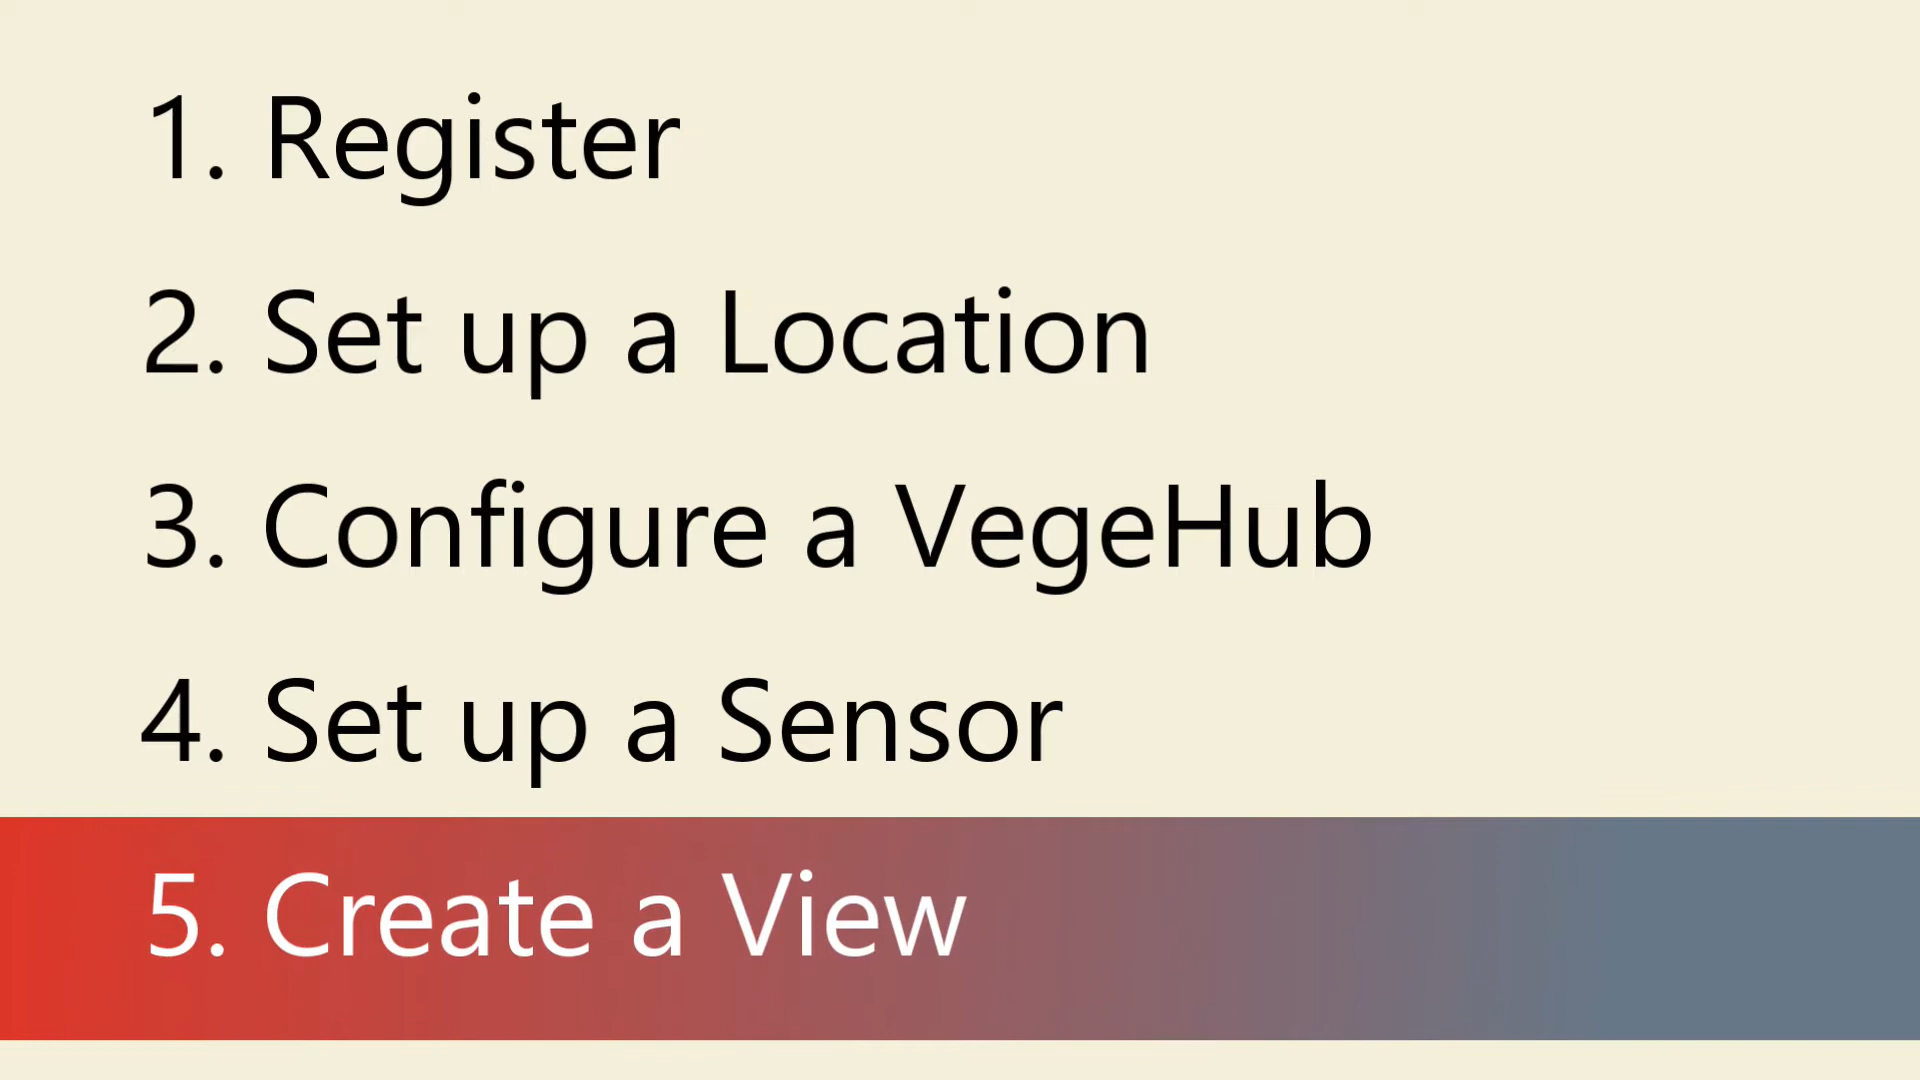 1. Register
2. Set up a Location
3. Configure a VegeHub
4. Set up a Sensor
5. Create a View